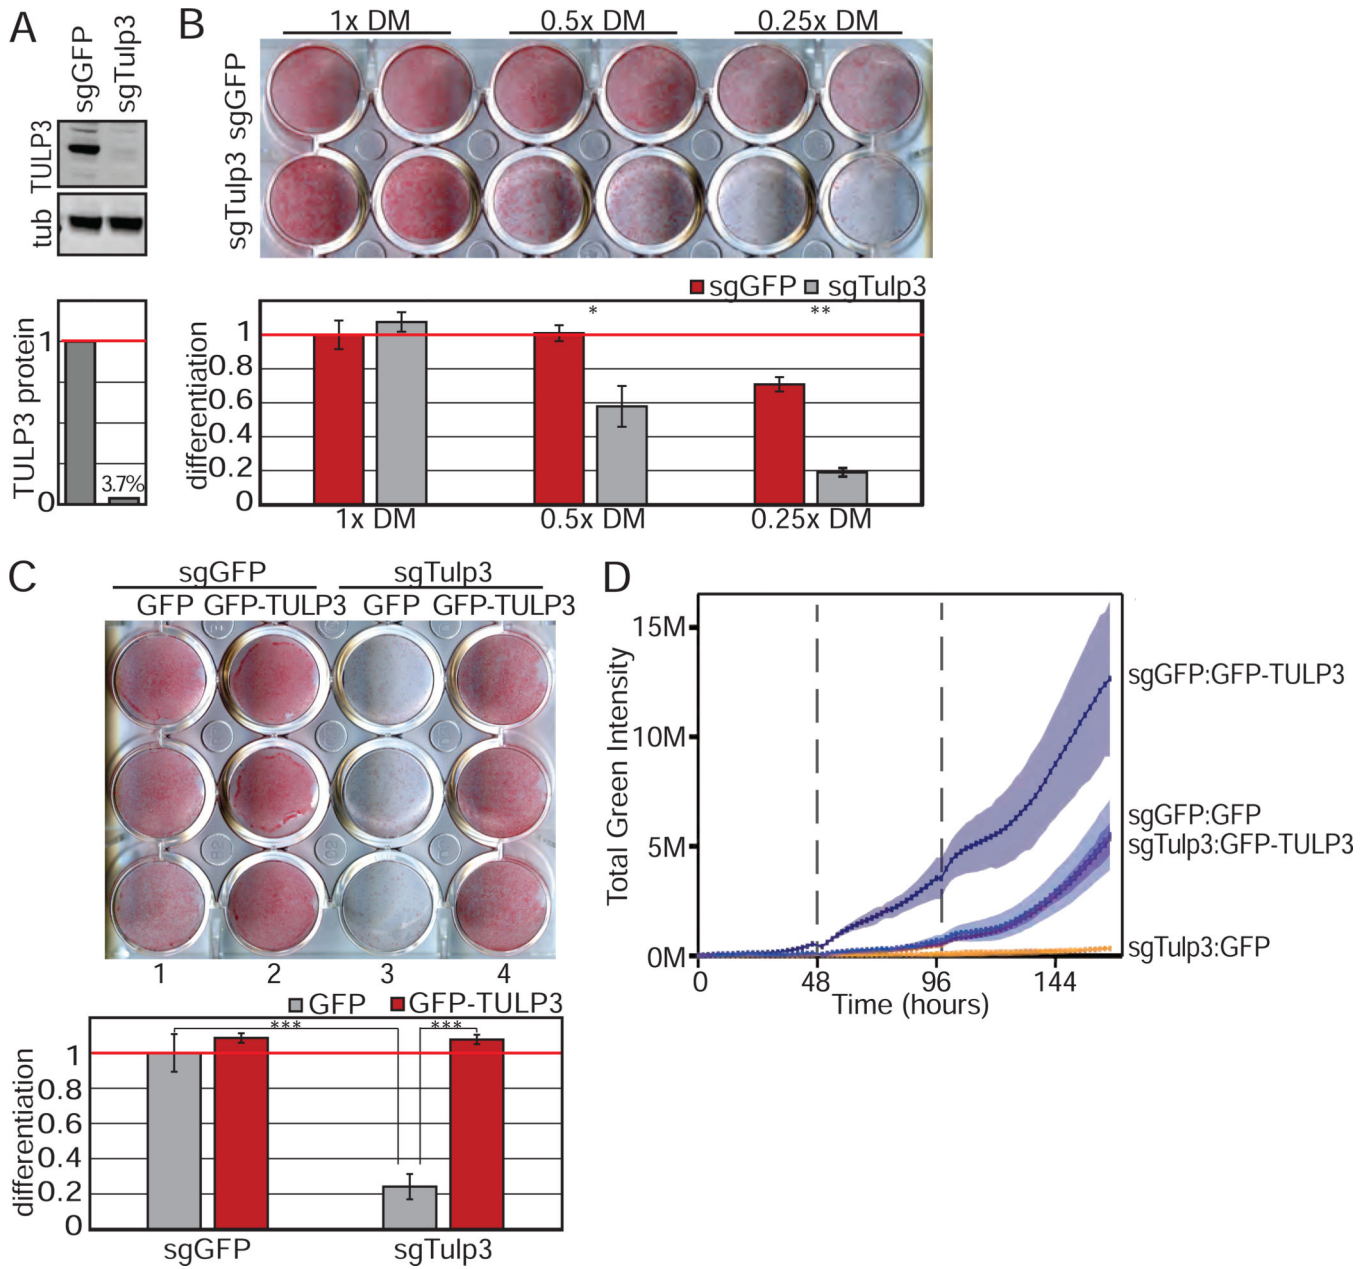 A
sgGFP
sgTulp3
TULP3
tub
TULP3 protein
1
0
3.7%
B
1x DM
0.5x DM
0.25x DM
sgGFP
sgTulp3
sgGFP
sgTulp3
*
**
differentiation
1
0.8
0.6
0.4
0.2
0
1x DM
0.5x DM
0.25x DM
C
sgGFP
sgTulp3
GFP GFP-TULP3 GFP GFP-TULP3
1 2 3 4
GFP
GFP-TULP3
***
***
differentiation
1
0.8
0.6
0.4
0.2
0
sgGFP
sgTulp3
D
Total Green Intensity
15M
10M
5M
0M
0 48 96 144
Time (hours)
sgGFP:GFP-TULP3
sgGFP:GFP
sgTulp3:GFP-TULP3
sgTulp3:GFP